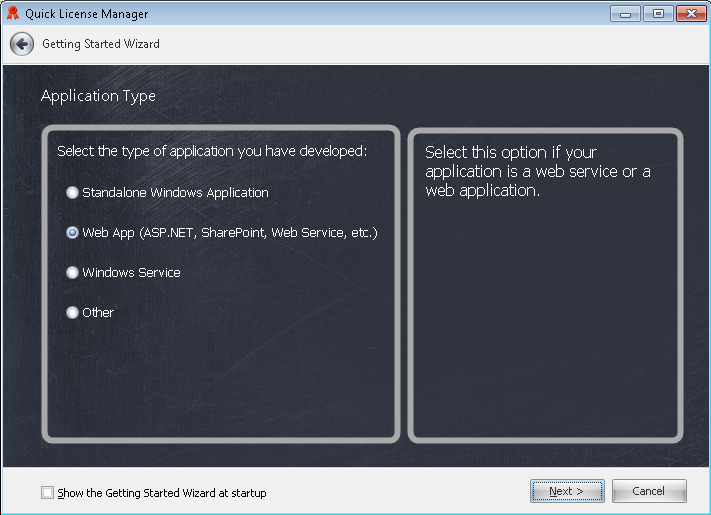 Quick License Manager
Getting Started Wizard
Application Type
Select the type of application you have developed:
Standalone Windows Application
Web App (ASP.NET, SharePoint, Web Service, etc.)
Windows Service
Other
Select this option if your
application is a web service or a
web application.
Show the Getting Started Wizard at startup
Next >
Cancel